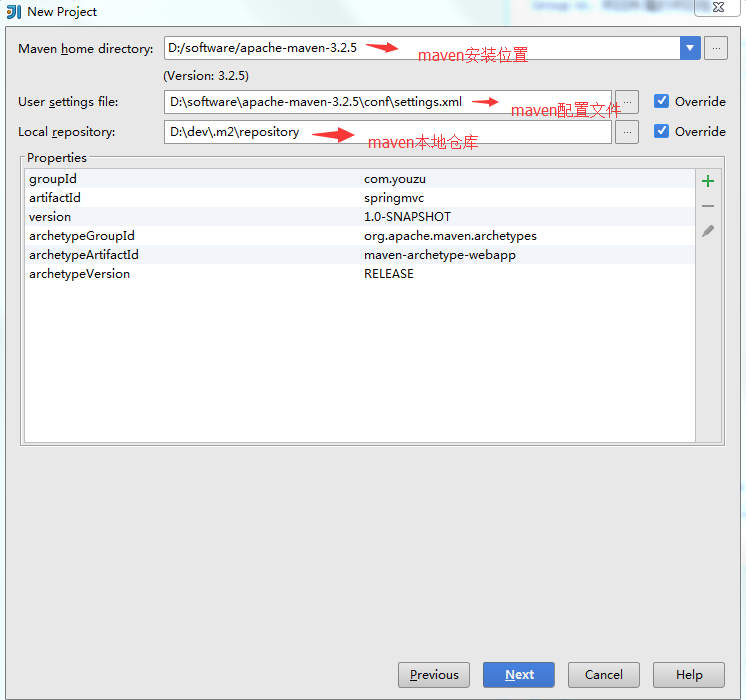 New Project
Maven home directory: D:/software/apache-maven-3.2.5 maven安装位置
(Version: 3.2.5)
User settings file: D:\software\apache-maven-3.2.5\conf\settings.xml ... Override
maven配置文件
Local repository: D:\dev\.m2\repository ... Override
maven本地仓库
Properties
groupId com.youzu
artifactId springmvc
version 1.0-SNAPSHOT
archetypeGroupId org.apache.maven.archetypes
archetypeArtifactId maven-archetype-webapp
archetypeVersion RELEASE
Previous Next Cancel Help